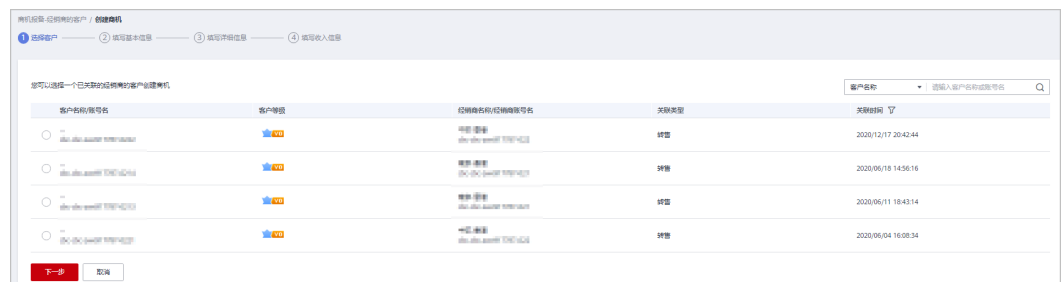 商机报备-经销商的客户 / 创建商机
1 选择客户 2 填写基本信息 3 填写详细信息 4 填写收入信息
您可以选择一个已关联的经销商的客户创建商机
客户名称 请输入客户名称或账号名
客户名称/账号名 客户等级 经销商名称/经销商账号名 关联类型 关联时间
--
V0 转售 2020/12/17 20:42:44
--
V0 转售 2020/06/18 14:56:16
--
V0 转售 2020/06/11 18:43:14
--
V0 转售 2020/06/04 16:08:34
下一步 取消